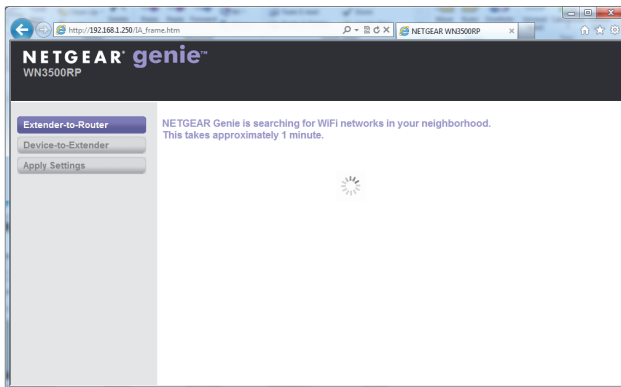 http://192.168.1.250/IA_frame.htm
NETGEAR WN3500RP
NETGEAR® genie™
WN3500RP
Extender-to-Router
Device-to-Extender
Apply Settings
NETGEAR Genie is searching for WiFi networks in your neighborhood.
This takes approximately 1 minute.